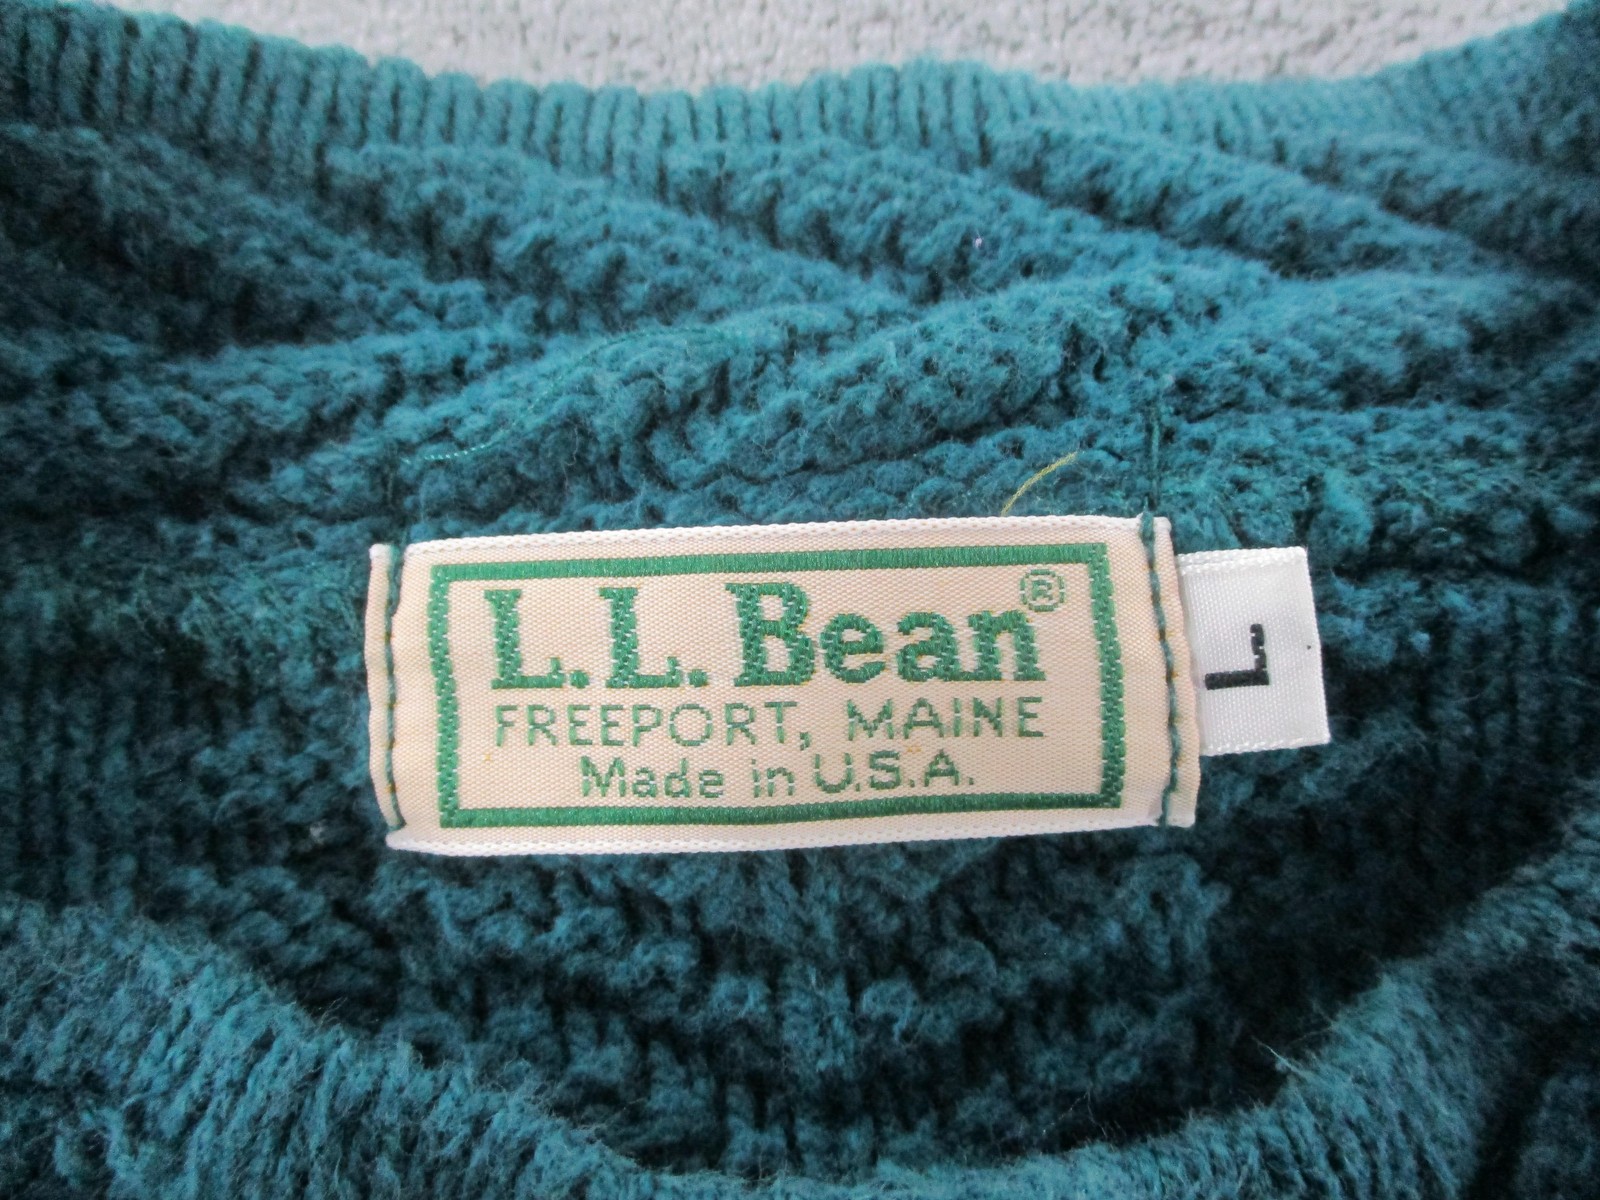 L.L.Bean®
FREEPORT, MAINE
Made in U.S.A.
L